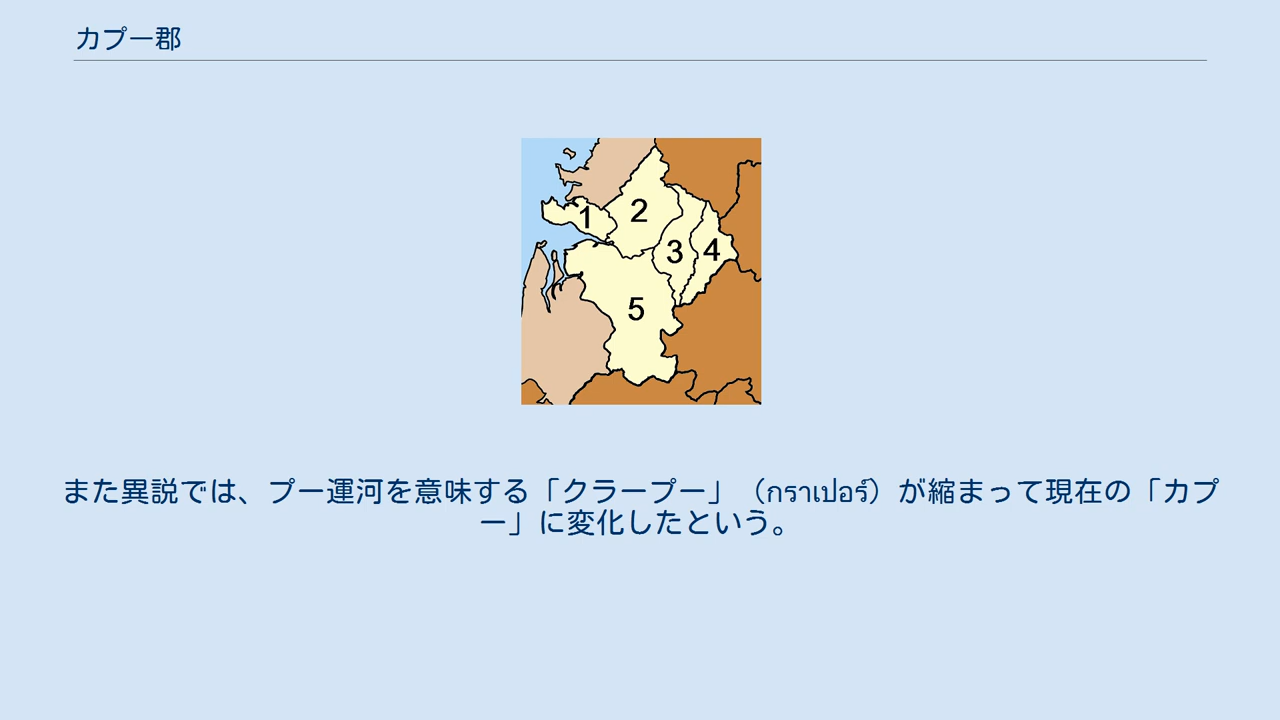 カプー郡
1
2
3
4
5
また異説では、プー運河を意味する「クラープー」（กราเปอร์）が縮まって現在の「カプ
ー」に変化したという。